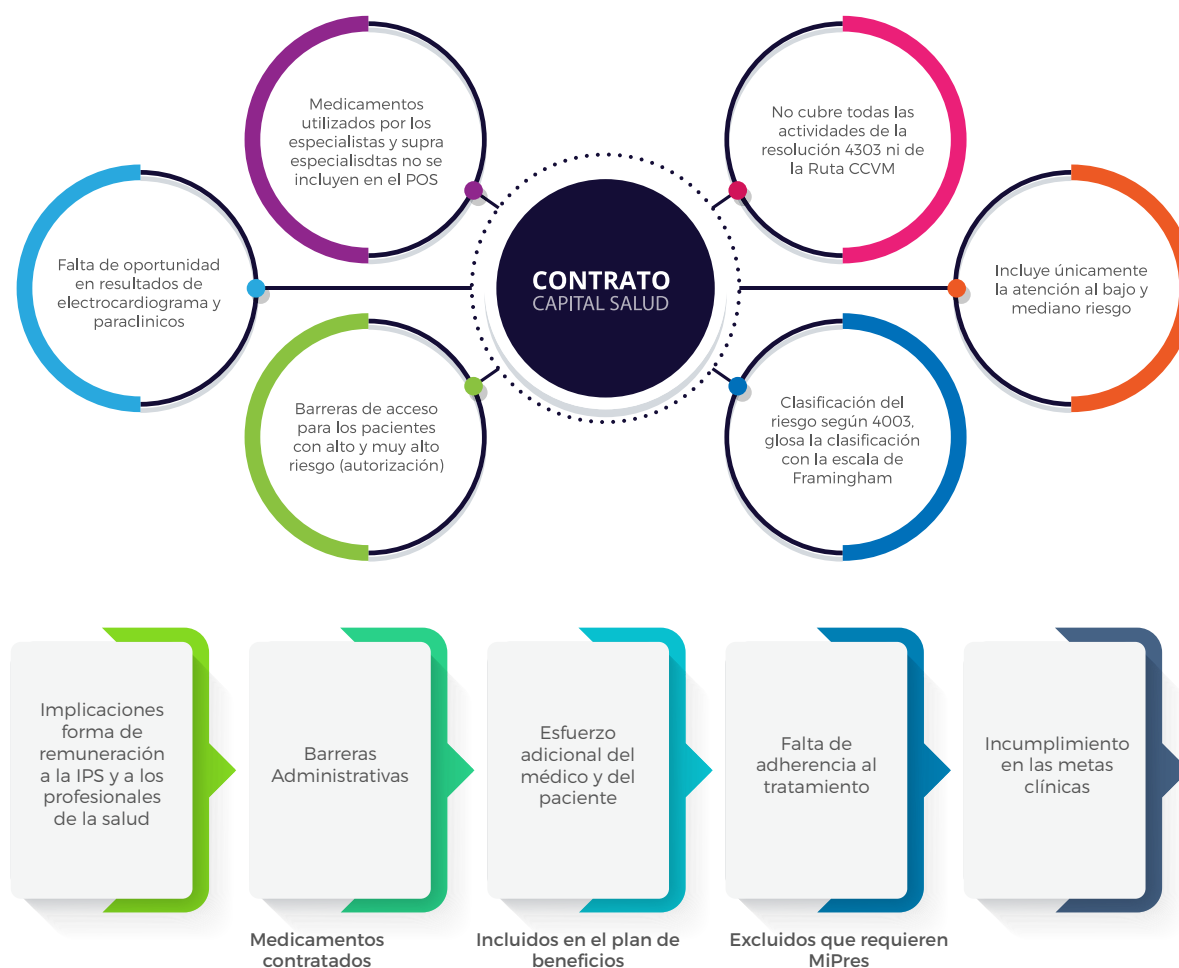 Medicamentos
utilizados por los
especialistas y supra
especialisdtas no se
incluyen en el POS
No cubre todas las
actividades de la
resolución 4303 ni de
la Ruta CCVM
Falta de oportunidad
en resultados de
electrocardiograma y
paraclinicos
CONTRATO
CAPITAL SALUD
Incluye únicamente
la atención al bajo y
mediano riesgo
Barreras de acceso
para los pacientes
con alto y muy alto
riesgo (autorización)
Clasificación del
riesgo según 4003,
glosa la clasificación
con la escala de
Framingham
Implicaciones
forma de
remuneración
a la IPS y a los
profesionales
de la salud
Barreras
Administrativas
Esfuerzo
adicional del
médico y del
paciente
Falta de
adherencia al
tratamiento
Incumplimiento
en las metas
clínicas
Medicamentos
contratados
Incluidos en el plan de
beneficios
Excluidos que requieren
MiPres